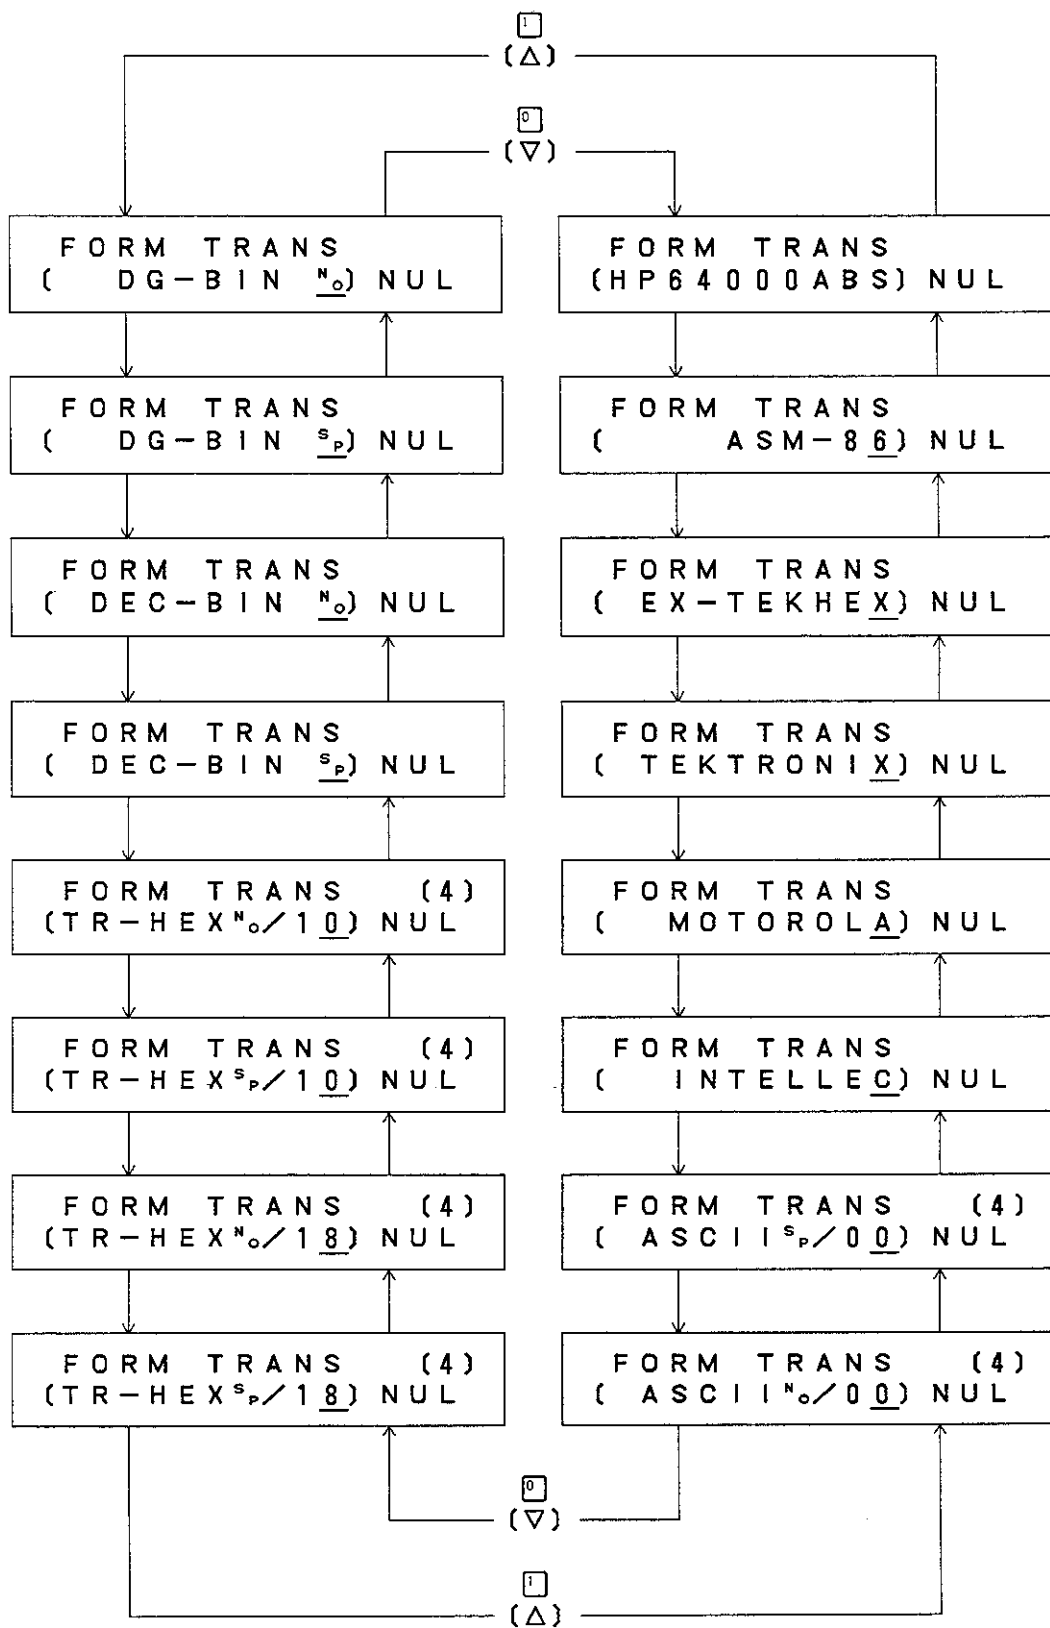 1
(△)
0
(▽)
FORM TRANS
( DG-BIN No) NUL
FORM TRANS
( DG-BIN SP) NUL
FORM TRANS
( DEC-BIN No) NUL
FORM TRANS
( DEC-BIN SP) NUL
FORM TRANS (4)
(TR-HEXNo/10) NUL
FORM TRANS (4)
(TR-HEXSP/10) NUL
FORM TRANS (4)
(TR-HEXNo/18) NUL
FORM TRANS (4)
(TR-HEXSP/18) NUL
FORM TRANS
(HP64000ABS) NUL
FORM TRANS
( ASM-86) NUL
FORM TRANS
( EX-TEKHEX) NUL
FORM TRANS
( TEKTRONIX) NUL
FORM TRANS
( MOTOROLA) NUL
FORM TRANS
( INTELLEC) NUL
FORM TRANS (4)
( ASCIISP/00) NUL
FORM TRANS (4)
( ASCIINo/00) NUL
0
(▽)
1
(△)